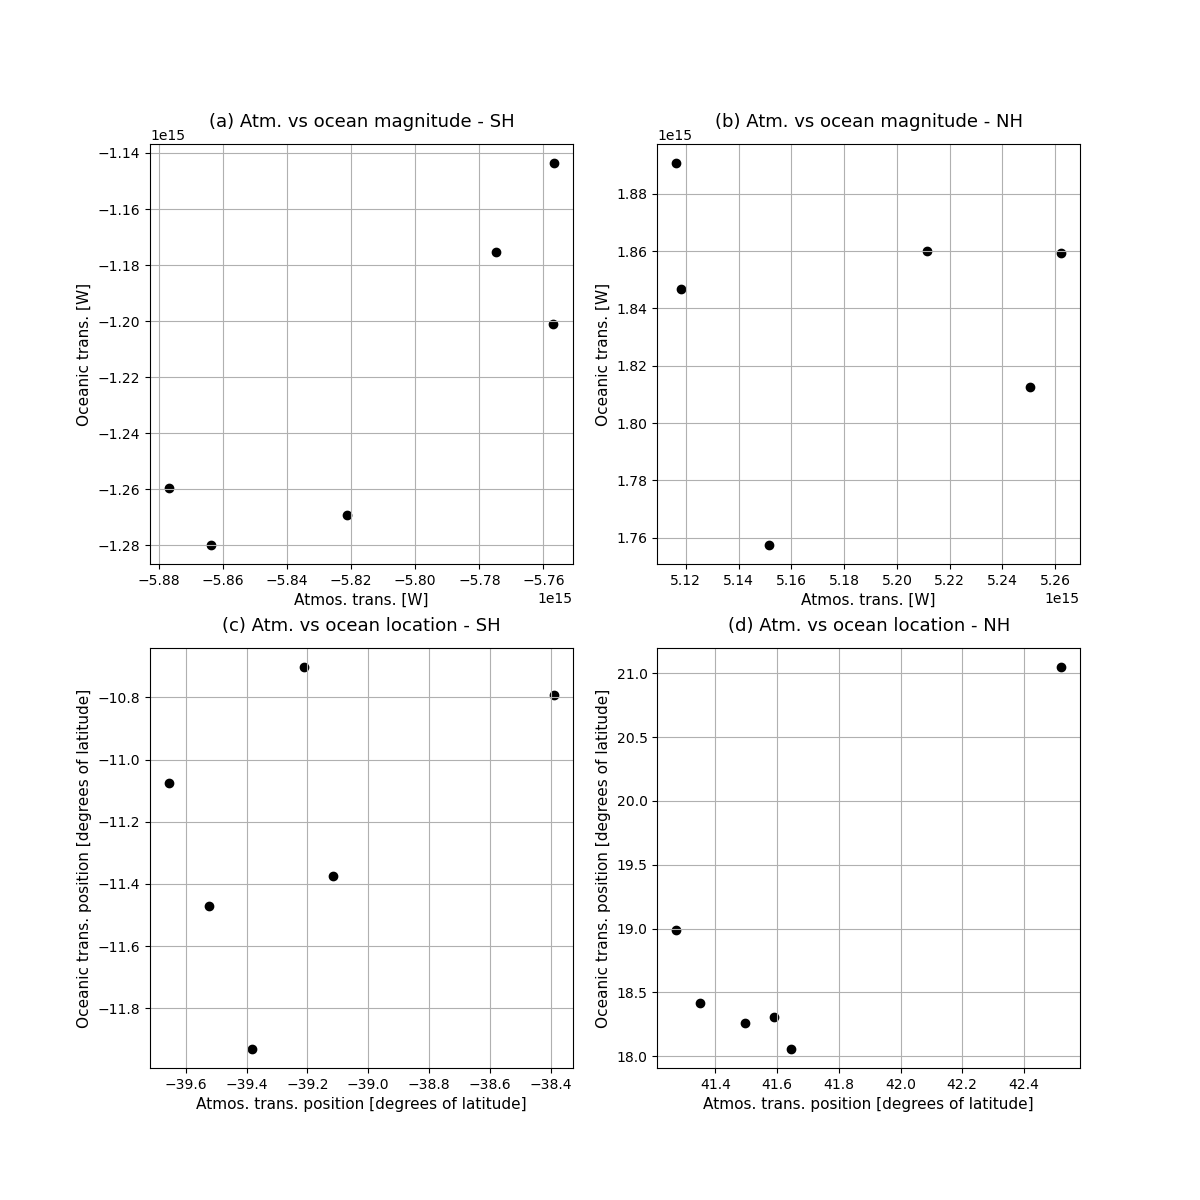 (a) Atm. vs ocean magnitude - SH
1e15
−1.14
−1.16
−1.18
−1.20
−1.22
−1.24
−1.26
−1.28
Oceanic trans. [W]
−5.88 −5.86 −5.84 −5.82 −5.80 −5.78 −5.76
Atmos. trans. [W]
1e15
(b) Atm. vs ocean magnitude - NH
1e15
1.88
1.86
1.84
1.82
1.80
1.78
1.76
Oceanic trans. [W]
5.12 5.14 5.16 5.18 5.20 5.22 5.24 5.26
Atmos. trans. [W]
1e15
(c) Atm. vs ocean location - SH
−10.8
−11.0
−11.2
−11.4
−11.6
−11.8
Oceanic trans. position [degrees of latitude]
−39.6 −39.4 −39.2 −39.0 −38.8 −38.6 −38.4
Atmos. trans. position [degrees of latitude]
(d) Atm. vs ocean location - NH
21.0
20.5
20.0
19.5
19.0
18.5
18.0
Oceanic trans. position [degrees of latitude]
41.4 41.6 41.8 42.0 42.2 42.4
Atmos. trans. position [degrees of latitude]